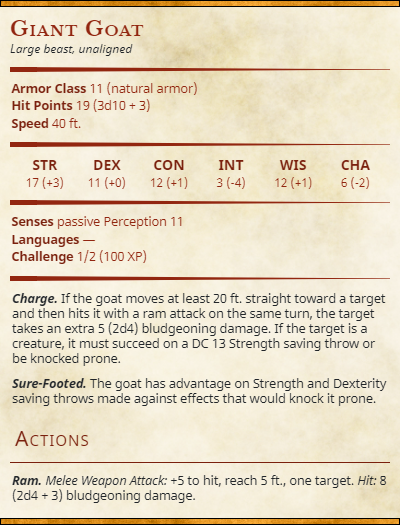 Giant Goat
Large beast, unaligned
Armor Class 11 (natural armor)
Hit Points 19 (3d10 + 3)
Speed 40 ft.
STR DEX CON INT WIS CHA
17 (+3) 11 (+0) 12 (+1) 3 (-4) 12 (+1) 6 (-2)
Senses passive Perception 11
Languages —
Challenge 1/2 (100 XP)
Charge. If the goat moves at least 20 ft. straight toward a target
and then hits it with a ram attack on the same turn, the target
takes an extra 5 (2d4) bludgeoning damage. If the target is a
creature, it must succeed on a DC 13 Strength saving throw or
be knocked prone.
Sure-Footed. The goat has advantage on Strength and Dexterity
saving throws made against effects that would knock it prone.
Actions
Ram. Melee Weapon Attack: +5 to hit, reach 5 ft., one target. Hit: 8
(2d4 + 3) bludgeoning damage.